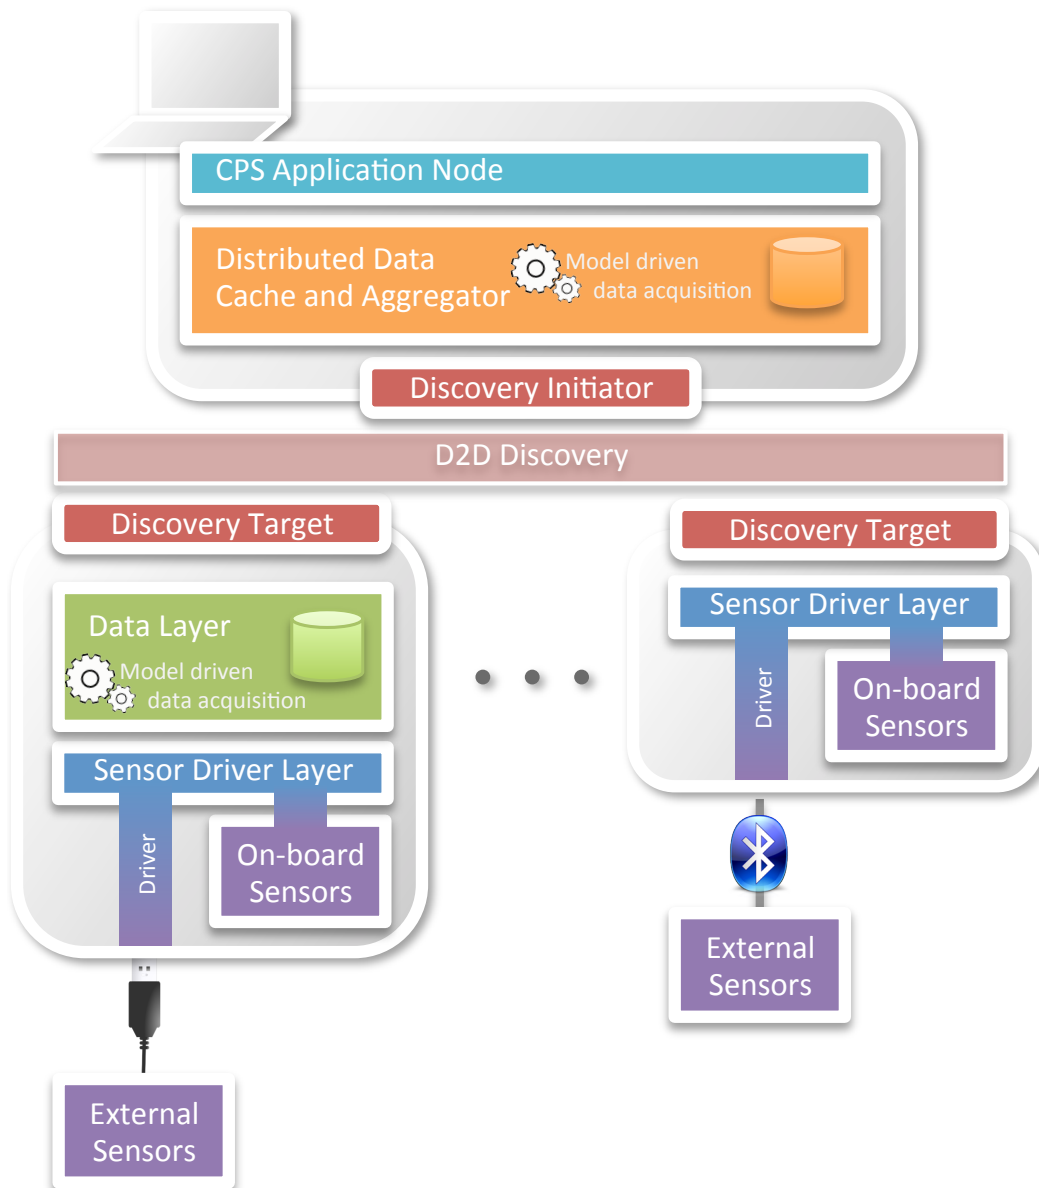 CPS Application Node
Distributed Data
Cache and Aggregator
Model driven
data acquisition
Discovery Initiator
D2D Discovery
Discovery Target
Data Layer
Model driven
data acquisition
Sensor Driver Layer
Driver
On-board
Sensors
External
Sensors
Discovery Target
Sensor Driver Layer
Driver
On-board
Sensors
External
Sensors